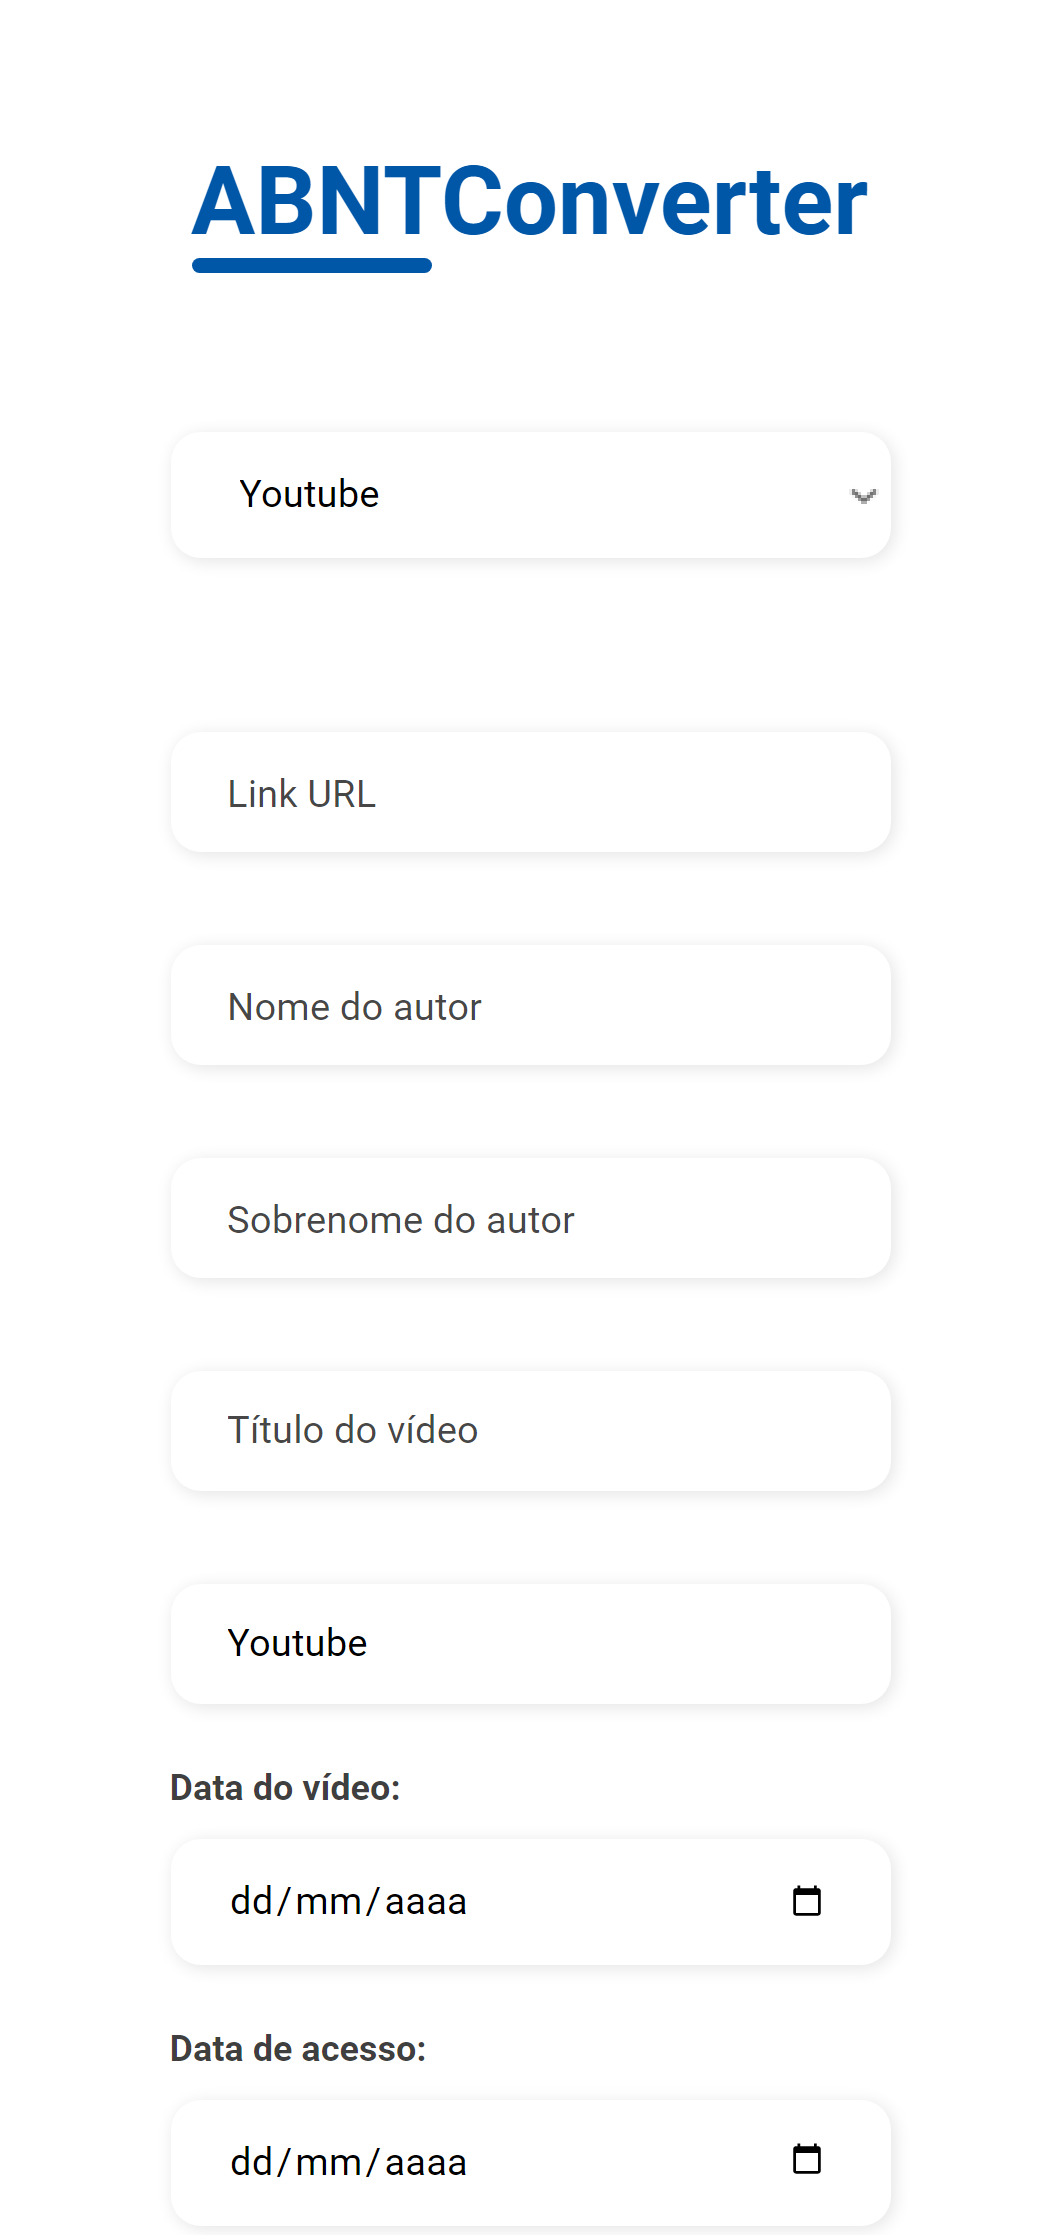 ABNTConverter
Youtube
Link URL
Nome do autor
Sobrenome do autor
Título do vídeo
Youtube
Data do vídeo:
dd/mm/aaaa
Data de acesso:
dd/mm/aaaa